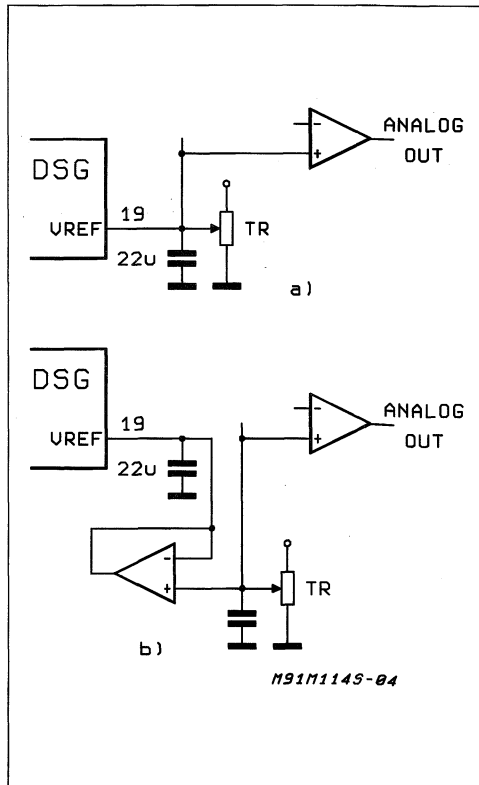 ANALOG
OUT
DSG
VREF
19
22u
TR
a)
DSG
VREF
19
22u
ANALOG
OUT
TR
b)
M91M114S-04